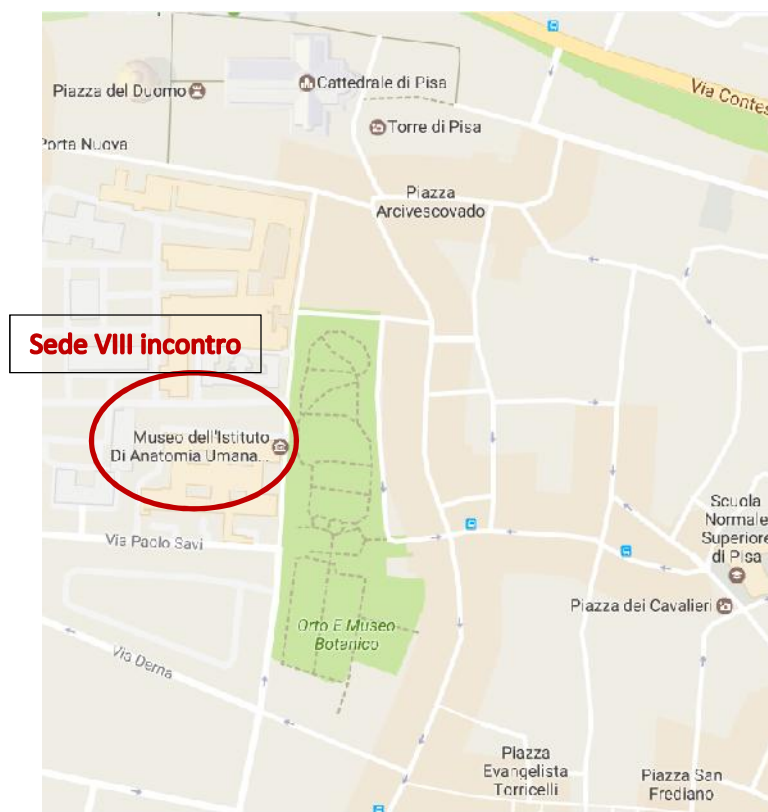 Cattedrale di Pisa
Piazza del Duomo
Via Contes
Torre di Pisa
Porta Nuova
Piazza
Arcivescovado
Sede VIII incontro
Museo dell'Istituto
Di Anatomia Umana...
Scuola
Normale
Superiore
di Pisa
Via Paolo Savi
Piazza dei Cavalieri
Orto E Museo
Botanico
Via Derna
Piazza
Evangelista
Torricelli
Piazza San
Frediano